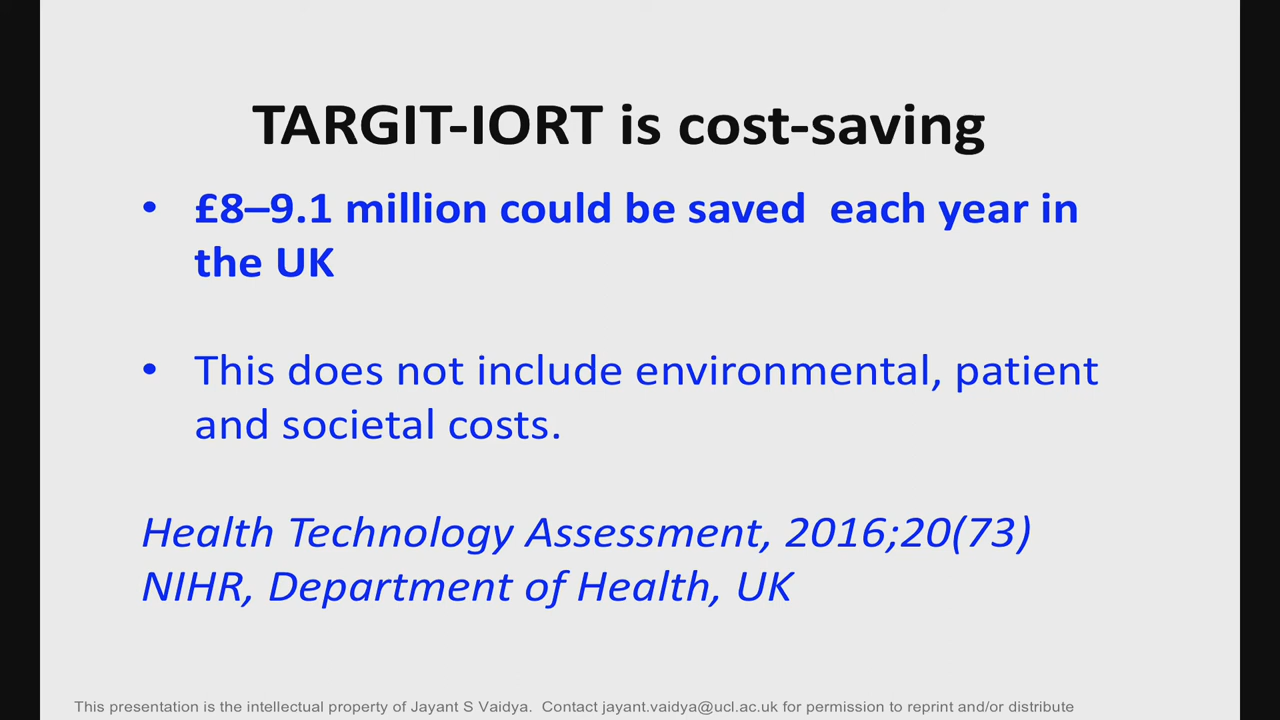 TARGIT-IORT is cost-saving
• £8–9.1 million could be saved  each year in
the UK
• This does not include environmental, patient
and societal costs.
Health Technology Assessment, 2016;20(73)
NIHR, Department of Health, UK
This presentation is the intellectual property of Jayant S Vaidya.  Contact jayant.vaidya@ucl.ac.uk for permission to reprint and/or distribute